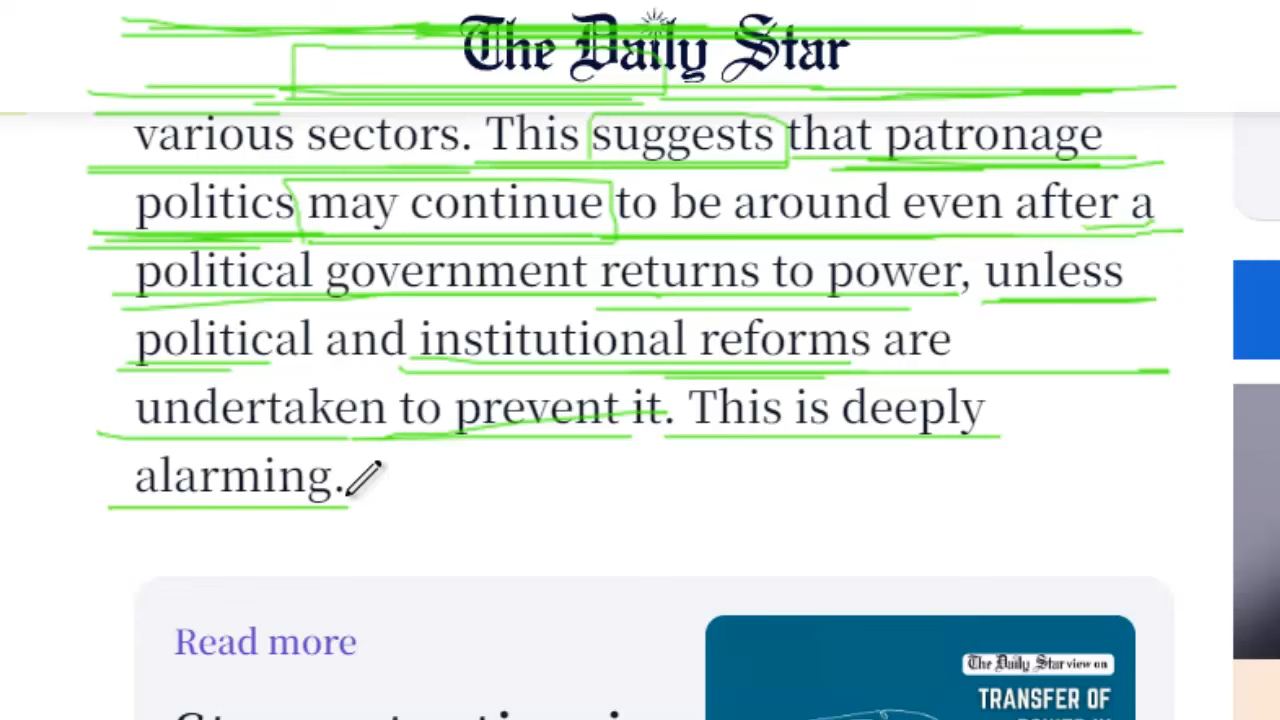 The Daily Star
various sectors. This suggests that patronage
politics may continue to be around even after a
political government returns to power, unless
political and institutional reforms are
undertaken to prevent it. This is deeply
alarming.
Read more
The Daily Star view on
TRANSFER OF